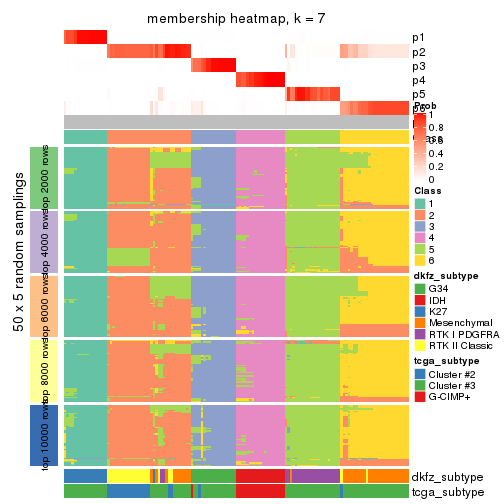 membership heatmap, k = 7
p1
p2
p3
p4
p5
Prob
1
0.8
0.6
0.4
0.2
0
Class
1
2
3
4
5
6
dkfz_subtype
G34
IDH
K27
Mesenchymal
RTK I PDGFRA
RTK II Classic
tcga_subtype
Cluster #2
Cluster #3
G-CIMP+
50 x 5 random samplings
top 2000 rows
top 4000 rows
top 6000 rows
top 8000 rows
top 10000 rows
dkfz_subtype
tcga_subtype